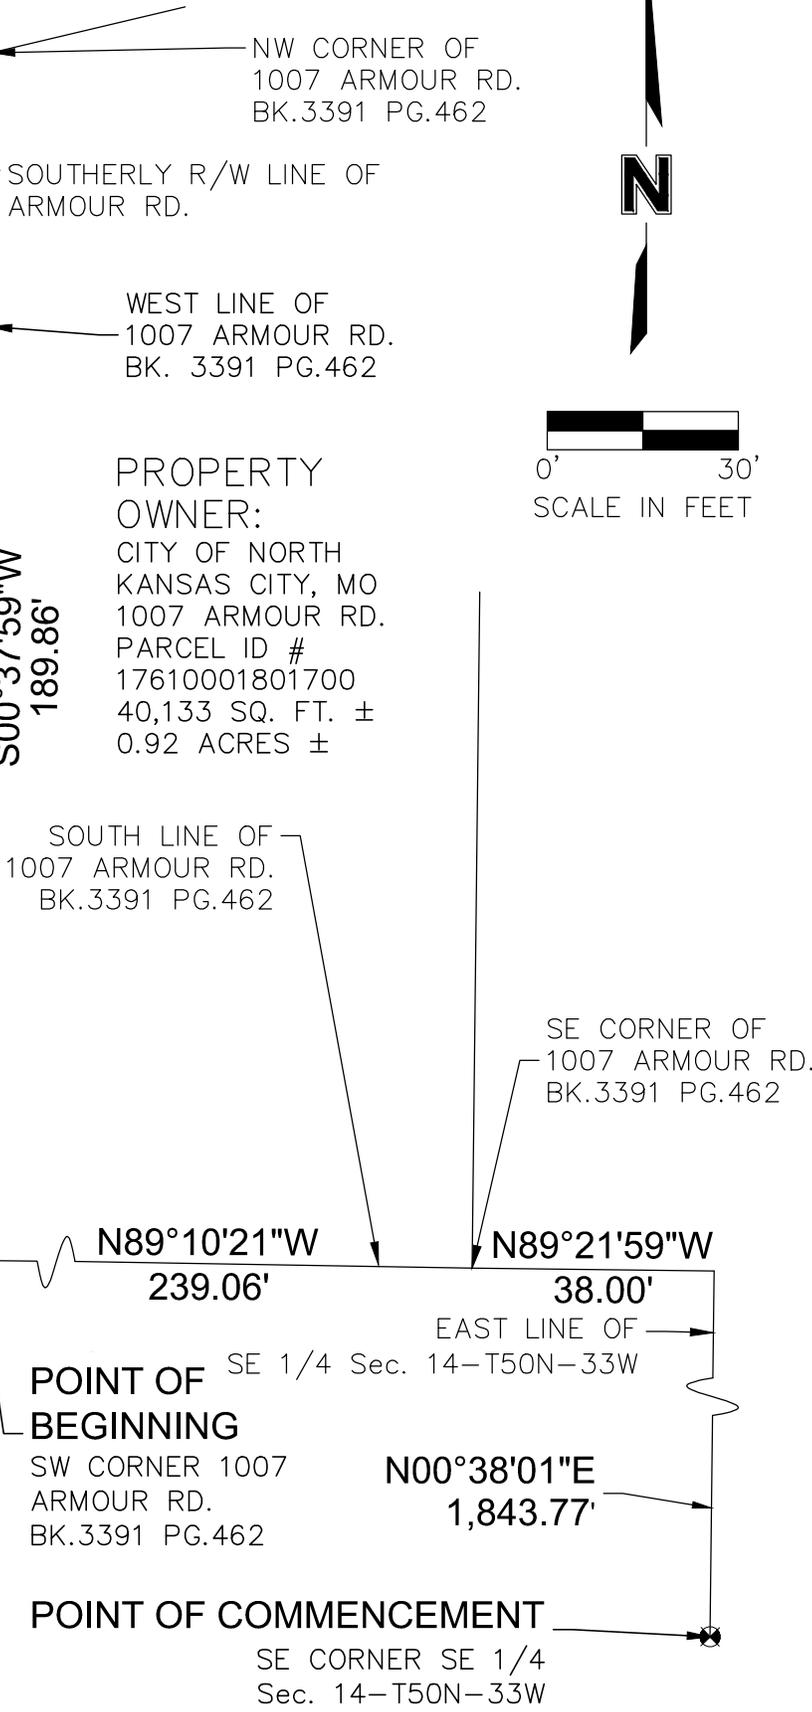 NW CORNER OF
1007 ARMOUR RD.
BK.3391 PG.462
N
SOUTHERLY R/W LINE OF
ARMOUR RD.
WEST LINE OF
1007 ARMOUR RD.
BK. 3391 PG.462
0' 30'
SCALE IN FEET
PROPERTY
OWNER:
CITY OF NORTH
KANSAS CITY, MO
1007 ARMOUR RD.
PARCEL ID #
17610001801700
40,133 SQ. FT. ±
0.92 ACRES ±
S00°37'59"W
189.86'
SOUTH LINE OF
1007 ARMOUR RD.
BK.3391 PG.462
SE CORNER OF
1007 ARMOUR RD.
BK.3391 PG.462
N89°10'21"W
239.06'
N89°21'59"W
38.00'
EAST LINE OF
SE 1/4 Sec. 14-T50N-33W
POINT OF
BEGINNING
SW CORNER 1007
ARMOUR RD.
BK.3391 PG.462
N00°38'01"E
1,843.77'
POINT OF COMMENCEMENT
SE CORNER SE 1/4
Sec. 14-T50N-33W